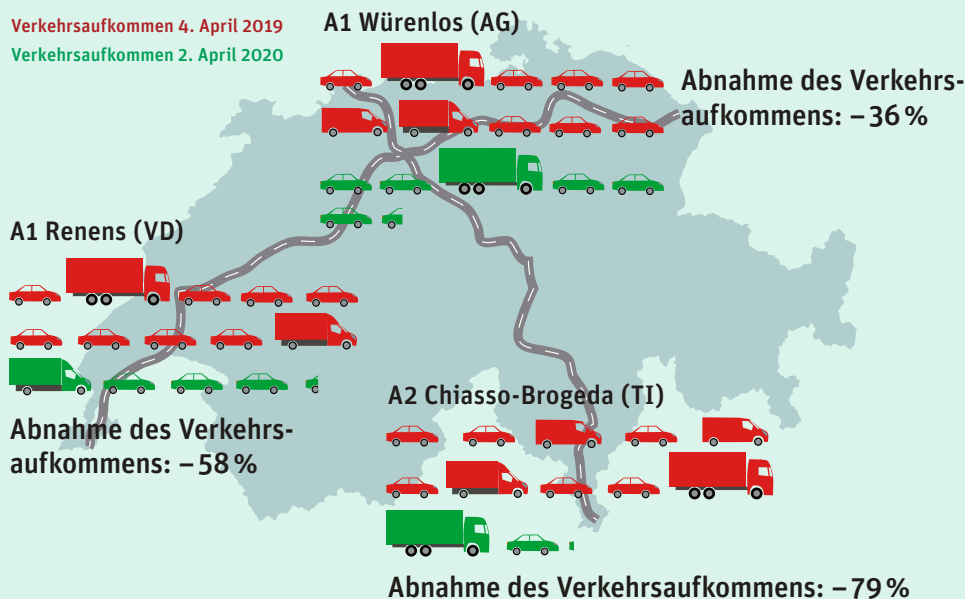 Verkehrsaufkommen 4. April 2019
Verkehrsaufkommen 2. April 2020
A1 Würenlos (AG)
Abnahme des Verkehrs-
aufkommens: – 36 %
A1 Renens (VD)
Abnahme des Verkehrs-
aufkommens: – 58 %
A2 Chiasso-Brogeda (TI)
Abnahme des Verkehrsaufkommens: – 79 %